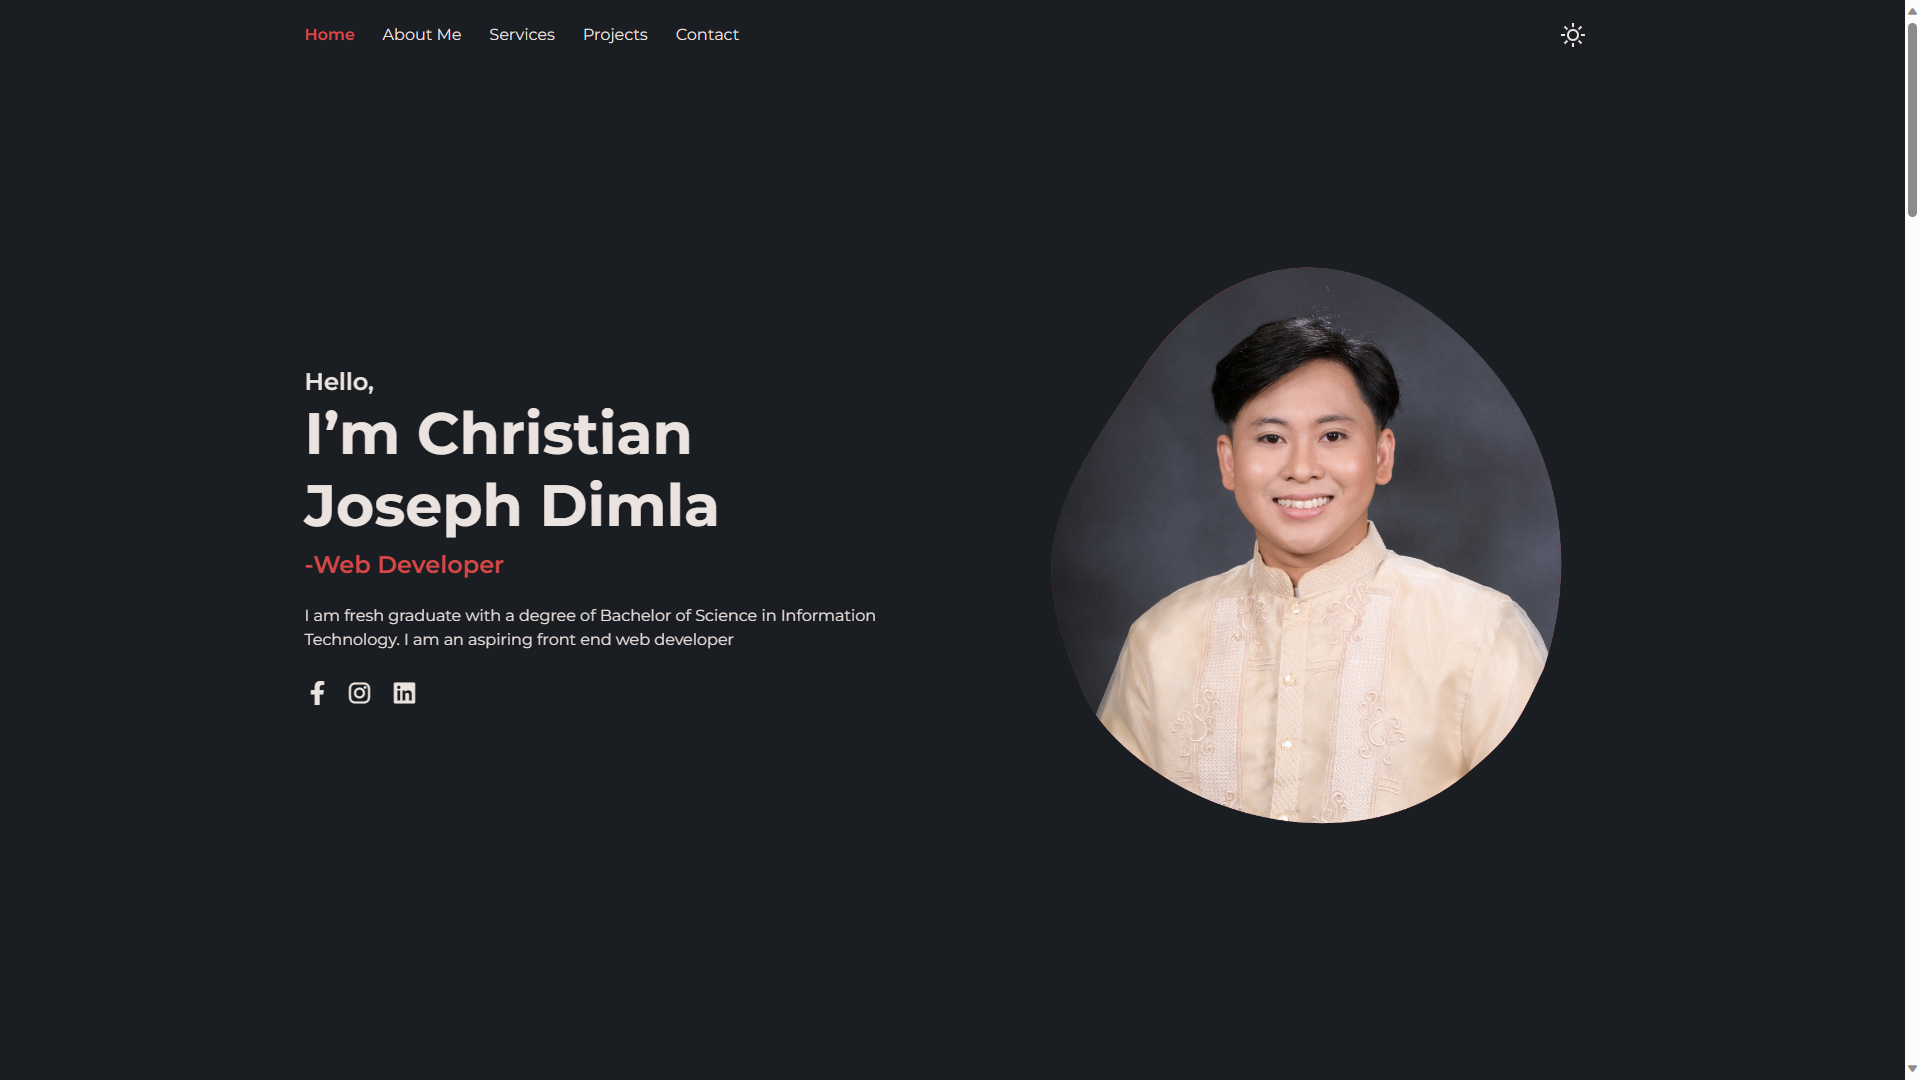 Home About Me Services Projects Contact
Hello,
I’m Christian
Joseph Dimla
-Web Developer
I am fresh graduate with a degree of Bachelor of Science in Information
Technology. I am an aspiring front end web developer